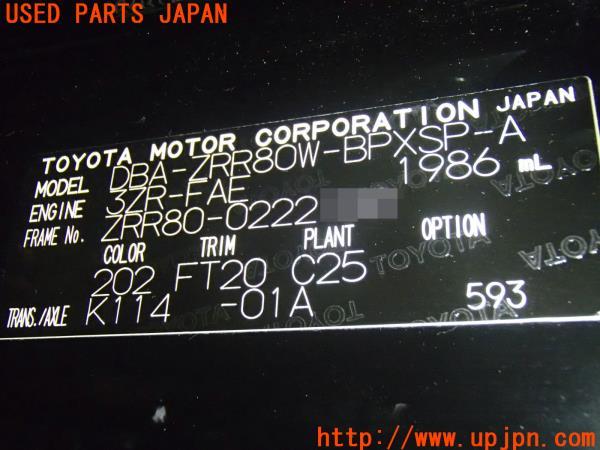 USED PARTS JAPAN
TOYOTA MOTOR CORPORATION JAPAN
MODEL DBA-ZRR80W-BPXSP-A
ENGINE 3ZR-FAE 1986 mL
FRAME No. ZRR80-0222
COLOR TRIM PLANT OPTION
202 FT20 C25
TRANS./AXLE K114 -01A 593
http://www.upjpn.com/